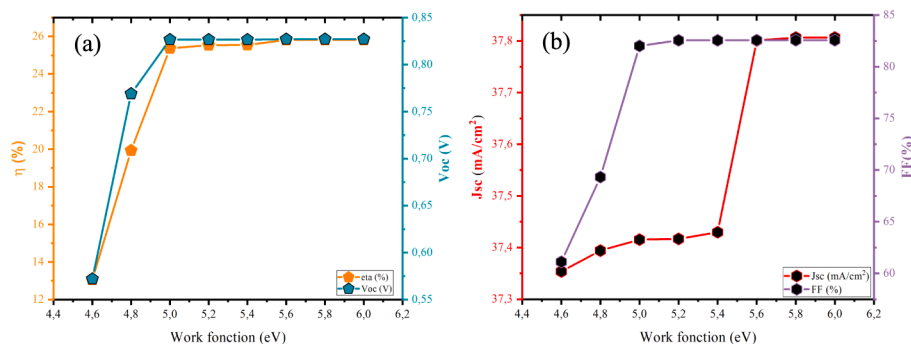 (a)
26
24
22
20
18
16
14
12
η (%)
0,85
0,80
0,75
0,70
0,65
0,60
0,55
Voc (V)
eta (%)
Voc (V)
4,4 4,6 4,8 5,0 5,2 5,4 5,6 5,8 6,0 6,2
Work fonction (eV)
(b)
37,8
37,7
37,6
37,5
37,4
37,3
Jsc (mA/cm²)
85
80
75
70
65
60
FF(%)
Jsc (mA/cm²)
FF (%)
4,4 4,6 4,8 5,0 5,2 5,4 5,6 5,8 6,0 6,2
Work fonction (eV)